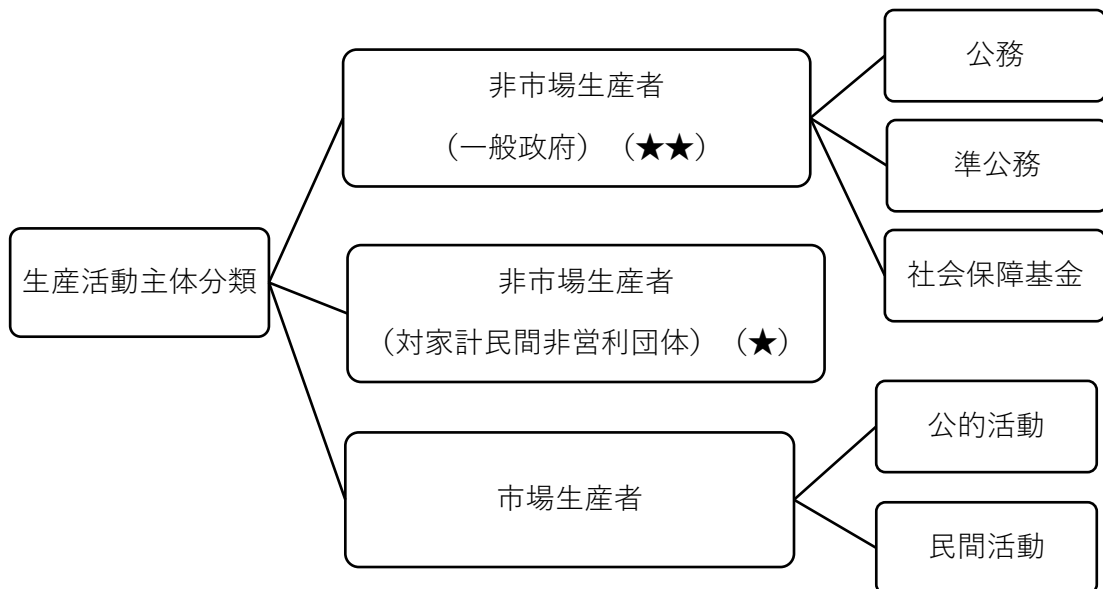 生産活動主体分類
非市場生産者
（一般政府）（★★）
公務
準公務
社会保障基金
非市場生産者
（対家計民間非営利団体）（★）
市場生産者
公的活動
民間活動